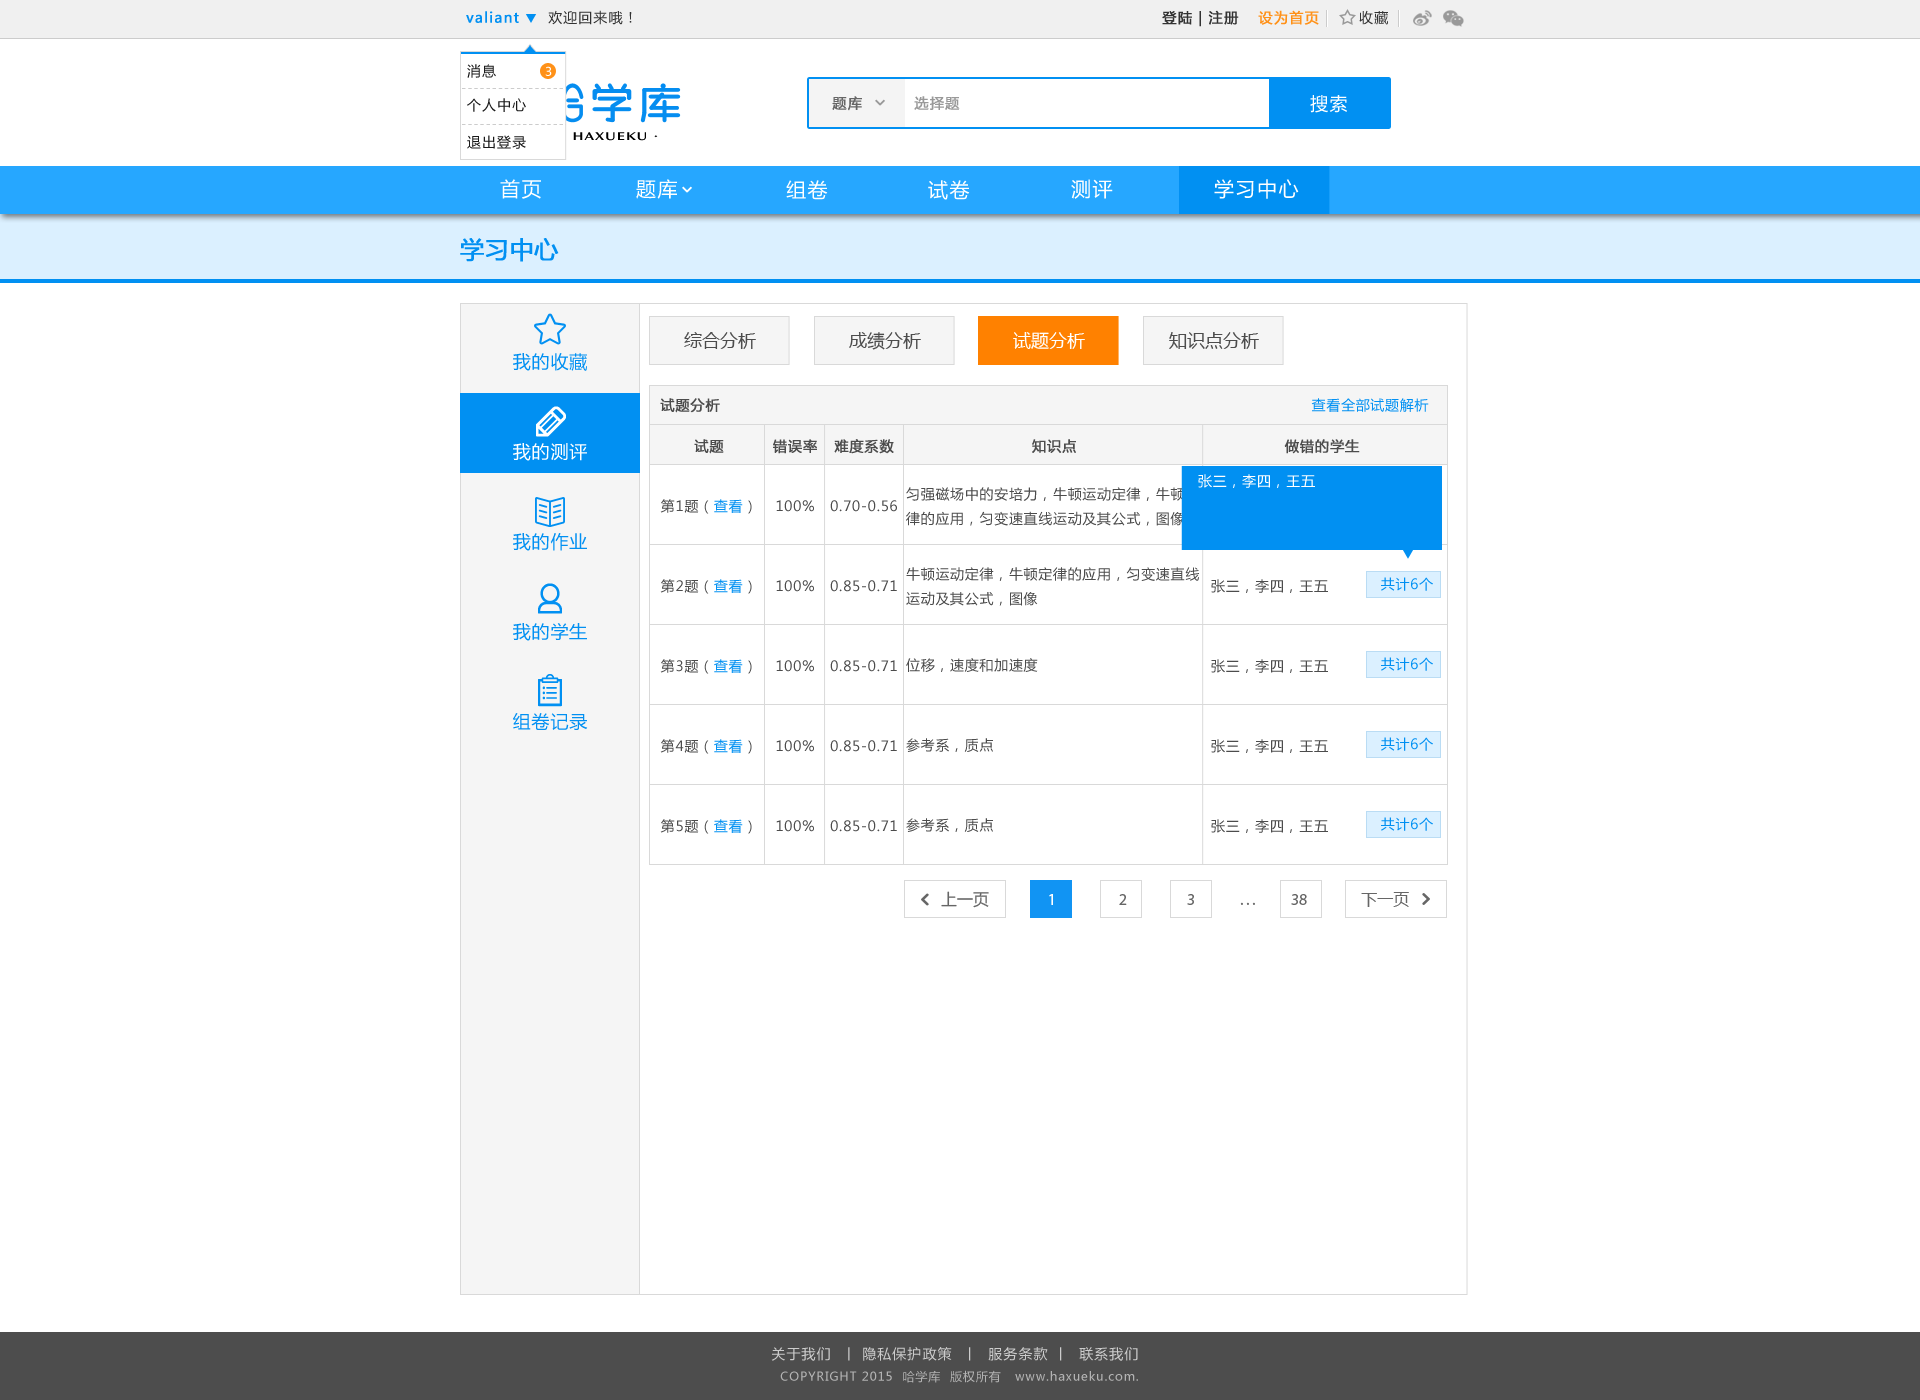 valiant ▼ 欢迎回来哦！
登陆 | 注册 设为首页 收藏
消息 3
个人中心
退出登录
学库
HAXUEKU ·
题库 选择题 搜索
首页 题库 组卷 试卷 测评 学习中心
学习中心
我的收藏
我的测评
我的作业
我的学生
组卷记录
综合分析 成绩分析 试题分析 知识点分析
试题分析 查看全部试题解析
试题 错误率 难度系数 知识点 做错的学生
第1题（查看） 100% 0.70-0.56 匀强磁场中的安培力，牛顿运动定律，牛顿
律的应用，匀变速直线运动及其公式，图像
张三，李四，王五
第2题（查看） 100% 0.85-0.71 牛顿运动定律，牛顿定律的应用，匀变速直线
运动及其公式，图像
张三，李四，王五 共计6个
第3题（查看） 100% 0.85-0.71 位移，速度和加速度 张三，李四，王五 共计6个
第4题（查看） 100% 0.85-0.71 参考系，质点 张三，李四，王五 共计6个
第5题（查看） 100% 0.85-0.71 参考系，质点 张三，李四，王五 共计6个
上一页 1 2 3 ... 38 下一页
关于我们 | 隐私保护政策 | 服务条款 | 联系我们
COPYRIGHT 2015 哈学库 版权所有 www.haxueku.com.